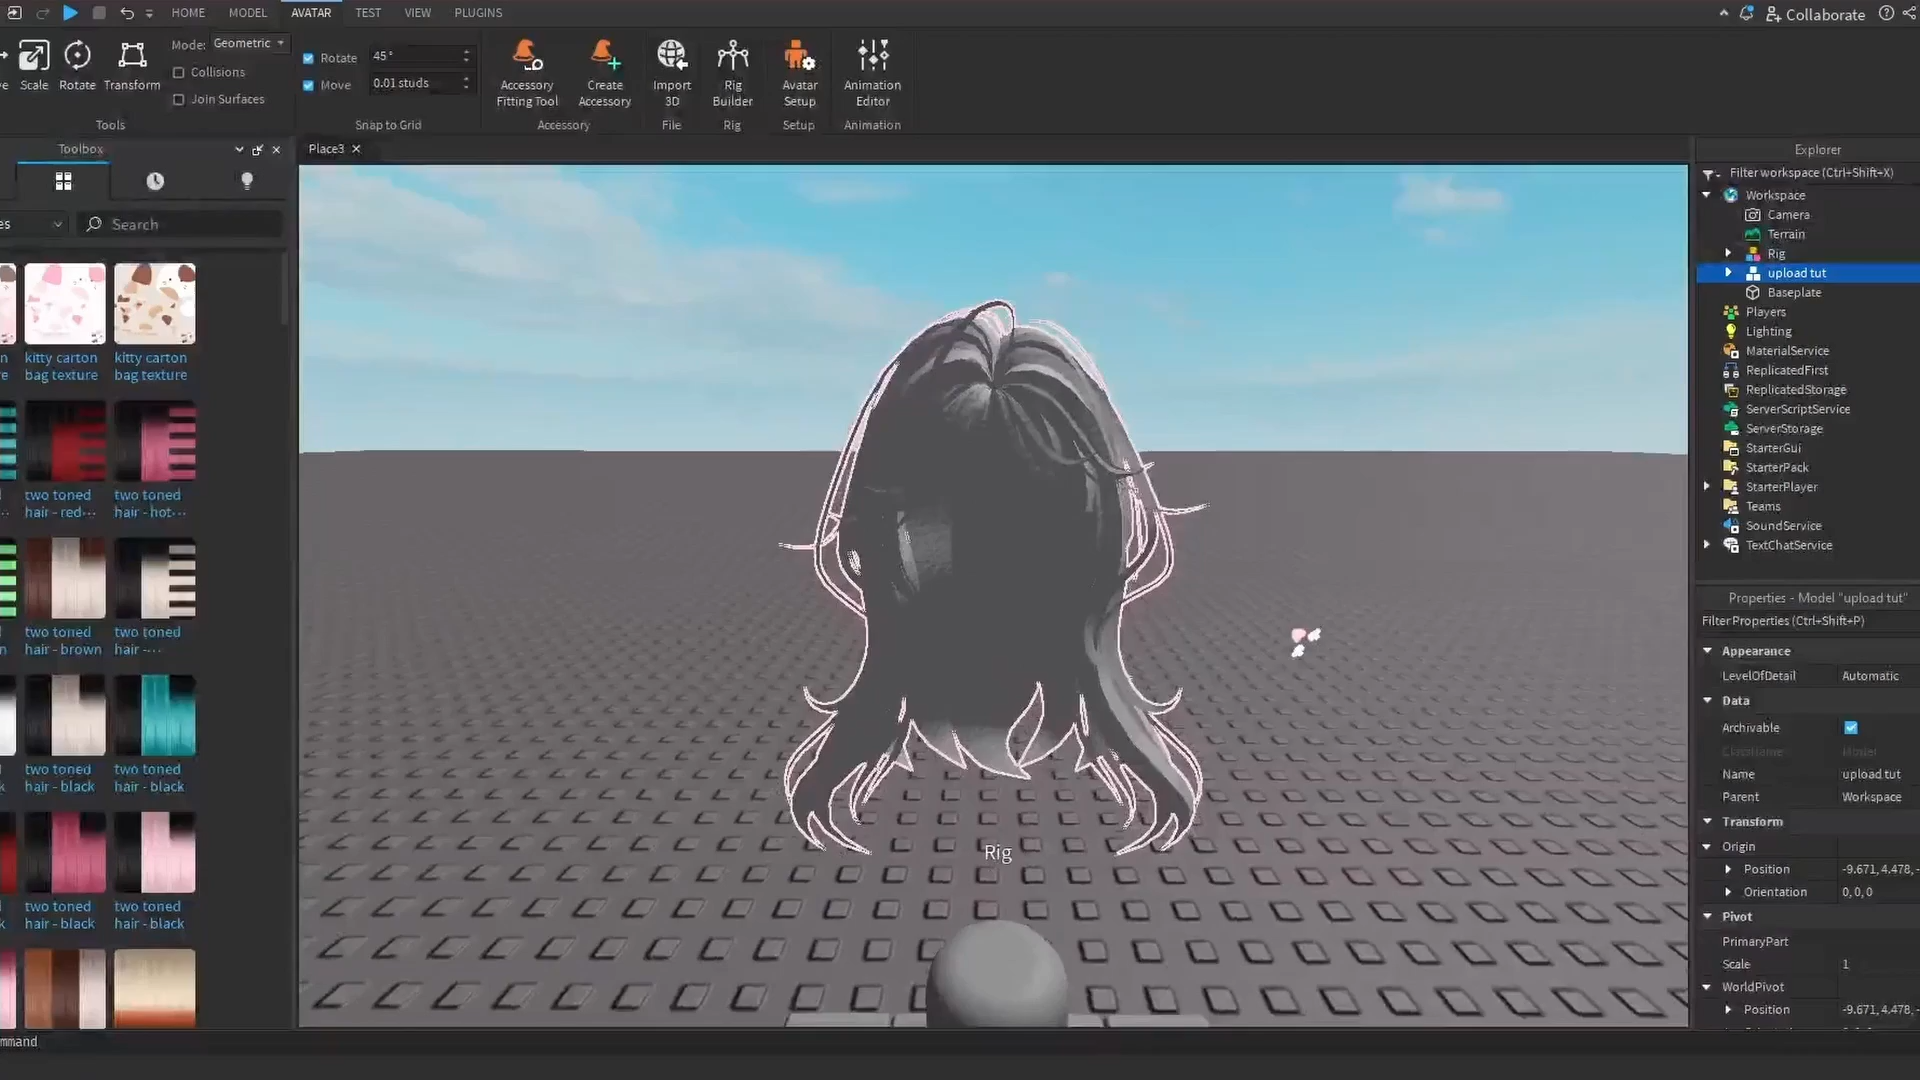 HOME MODEL AVATAR TEST VIEW PLUGINS
Collaborate
Scale Rotate Transform
Mode: Geometric
Collisions
Join Surfaces
Tools
Rotate 45°
Move 0.01 studs
Snap to Grid
Accessory
Fitting Tool
Create
Accessory
Accessory
Import
3D
File
Rig
Builder
Rig
Avatar
Setup
Setup
Animation
Editor
Animation
Toolbox
Place3
Search
kitty carton
bag texture
kitty carton
bag texture
two toned
hair - red···
two toned
hair - hot···
two toned
hair - brown
two toned
hair -···
two toned
hair - black
two toned
hair - black
two toned
hair - black
two toned
hair - black
Rig
mmand
Explorer
Filter workspace (Ctrl+Shift+X)
Workspace
Camera
Terrain
Rig
upload tut
Baseplate
Players
Lighting
MaterialService
ReplicatedFirst
ReplicatedStorage
ServerScriptService
ServerStorage
StarterGui
StarterPack
StarterPlayer
Teams
SoundService
TextChatService
Properties - Model "upload tut"
Filter Properties (Ctrl+Shift+P)
Appearance
LevelOfDetail Automatic
Data
Archivable
ClassName Model
Name upload tut
Parent Workspace
Transform
Origin
Position -9.671, 4.478, -
Orientation 0, 0, 0
Pivot
PrimaryPart
Scale 1
WorldPivot
Position -9.671, 4.478, -